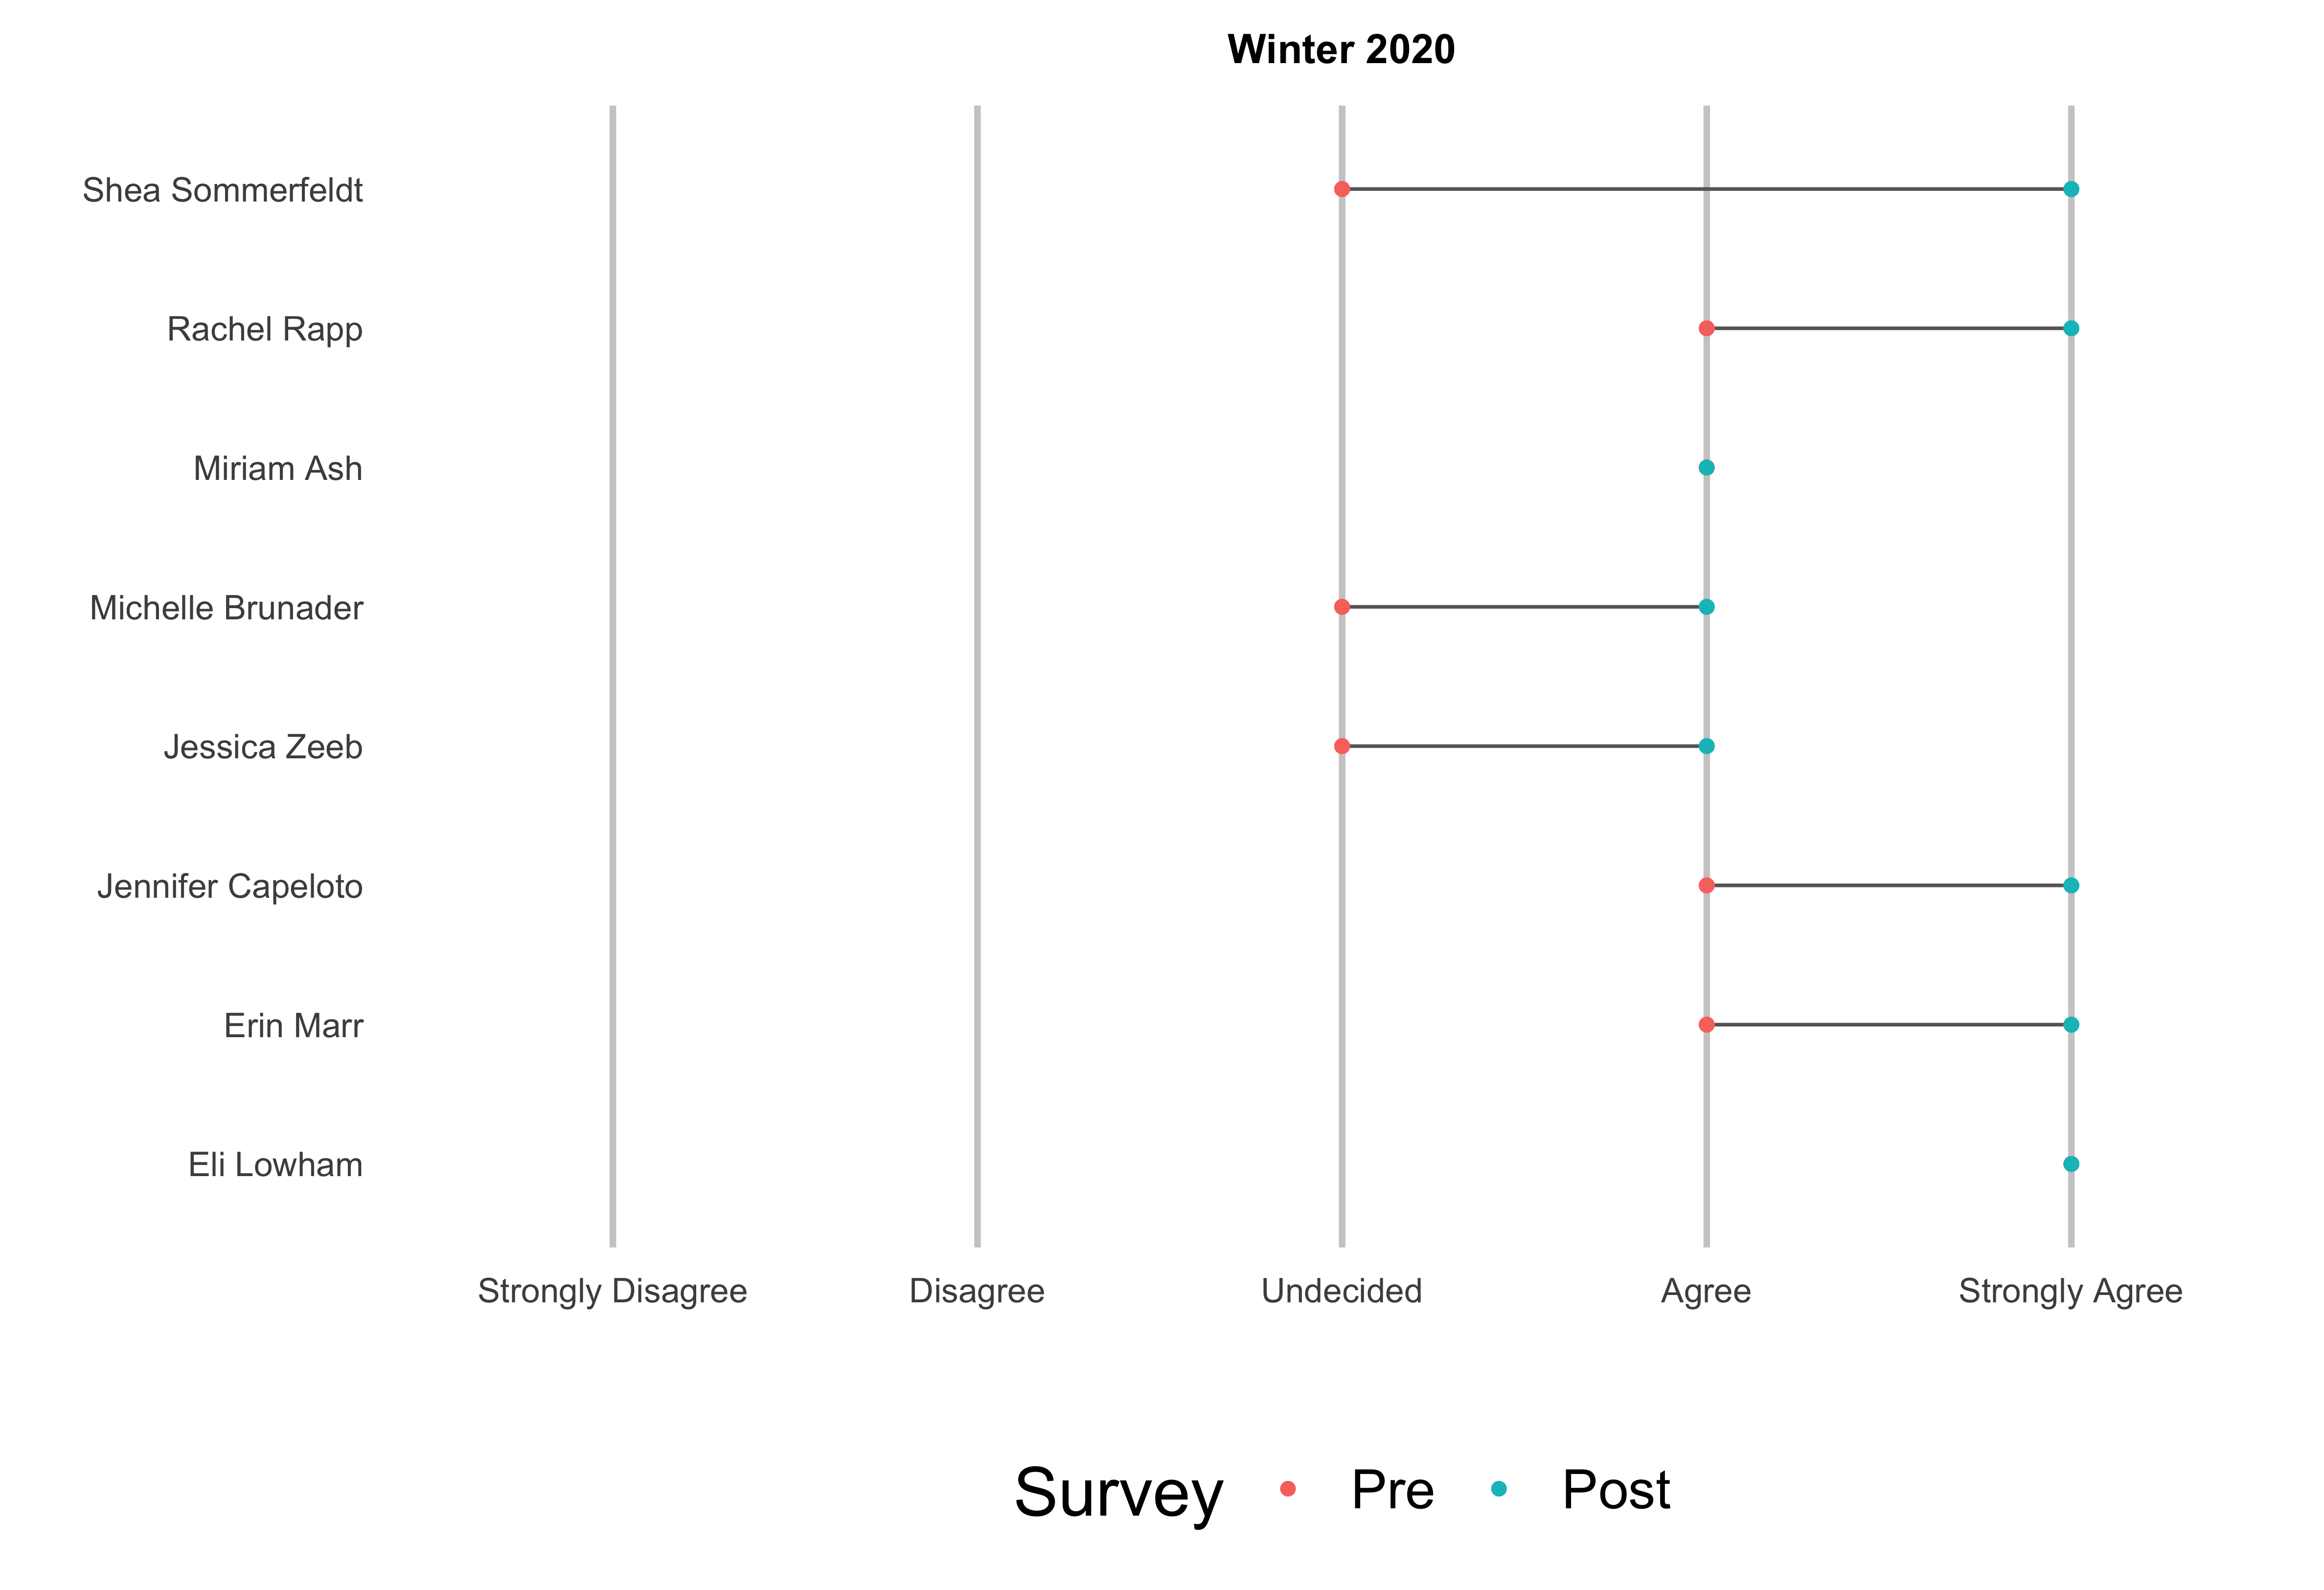 Winter 2020
Shea Sommerfeldt
Rachel Rapp
Miriam Ash
Michelle Brunader
Jessica Zeeb
Jennifer Capeloto
Erin Marr
Eli Lowham
Strongly Disagree Disagree Undecided Agree Strongly Agree
Survey Pre Post